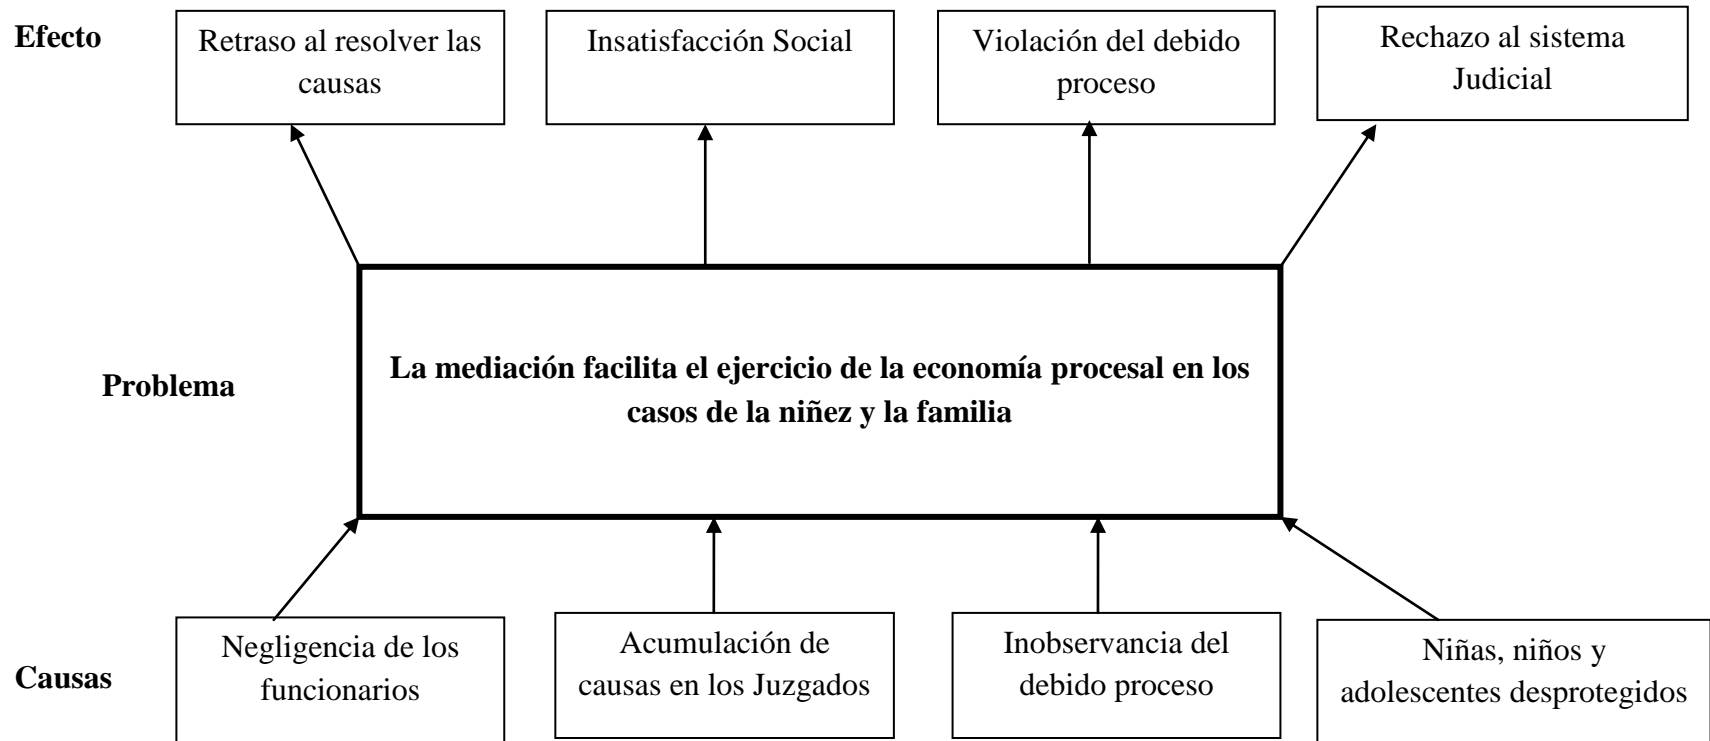 Efecto
Retraso al resolver las
causas
Insatisfacción Social
Violación del debido
proceso
Rechazo al sistema
Judicial
Problema
La mediación facilita el ejercicio de la economía procesal en los
casos de la niñez y la familia
Causas
Negligencia de los
funcionarios
Acumulación de
causas en los Juzgados
Inobservancia del
debido proceso
Niñas, niños y
adolescentes desprotegidos